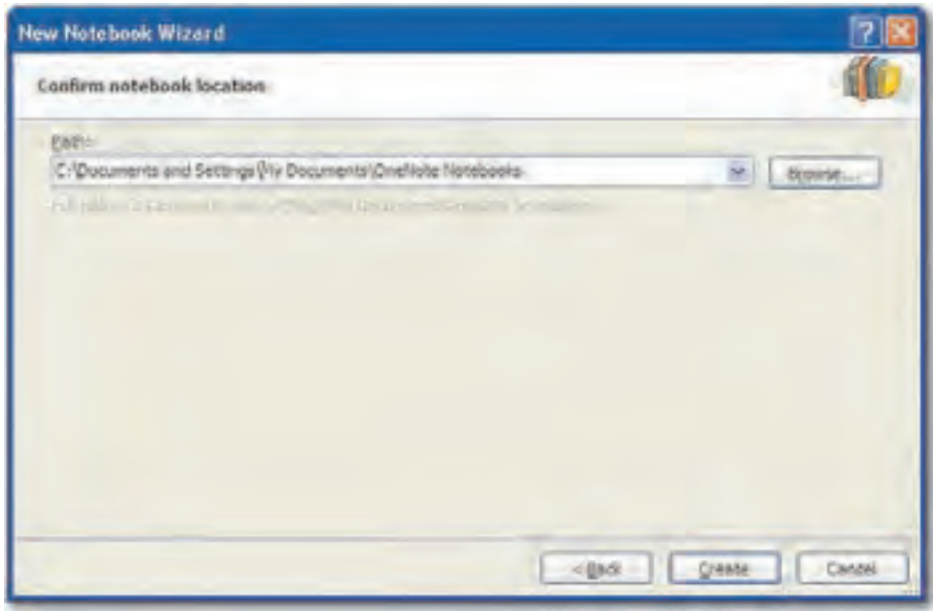 New Notebook Wizard
Confirm notebook location
Path:
C:\Documents and Settings\My Documents\OneNote Notebooks
Browse...
< Back
Create
Cancel